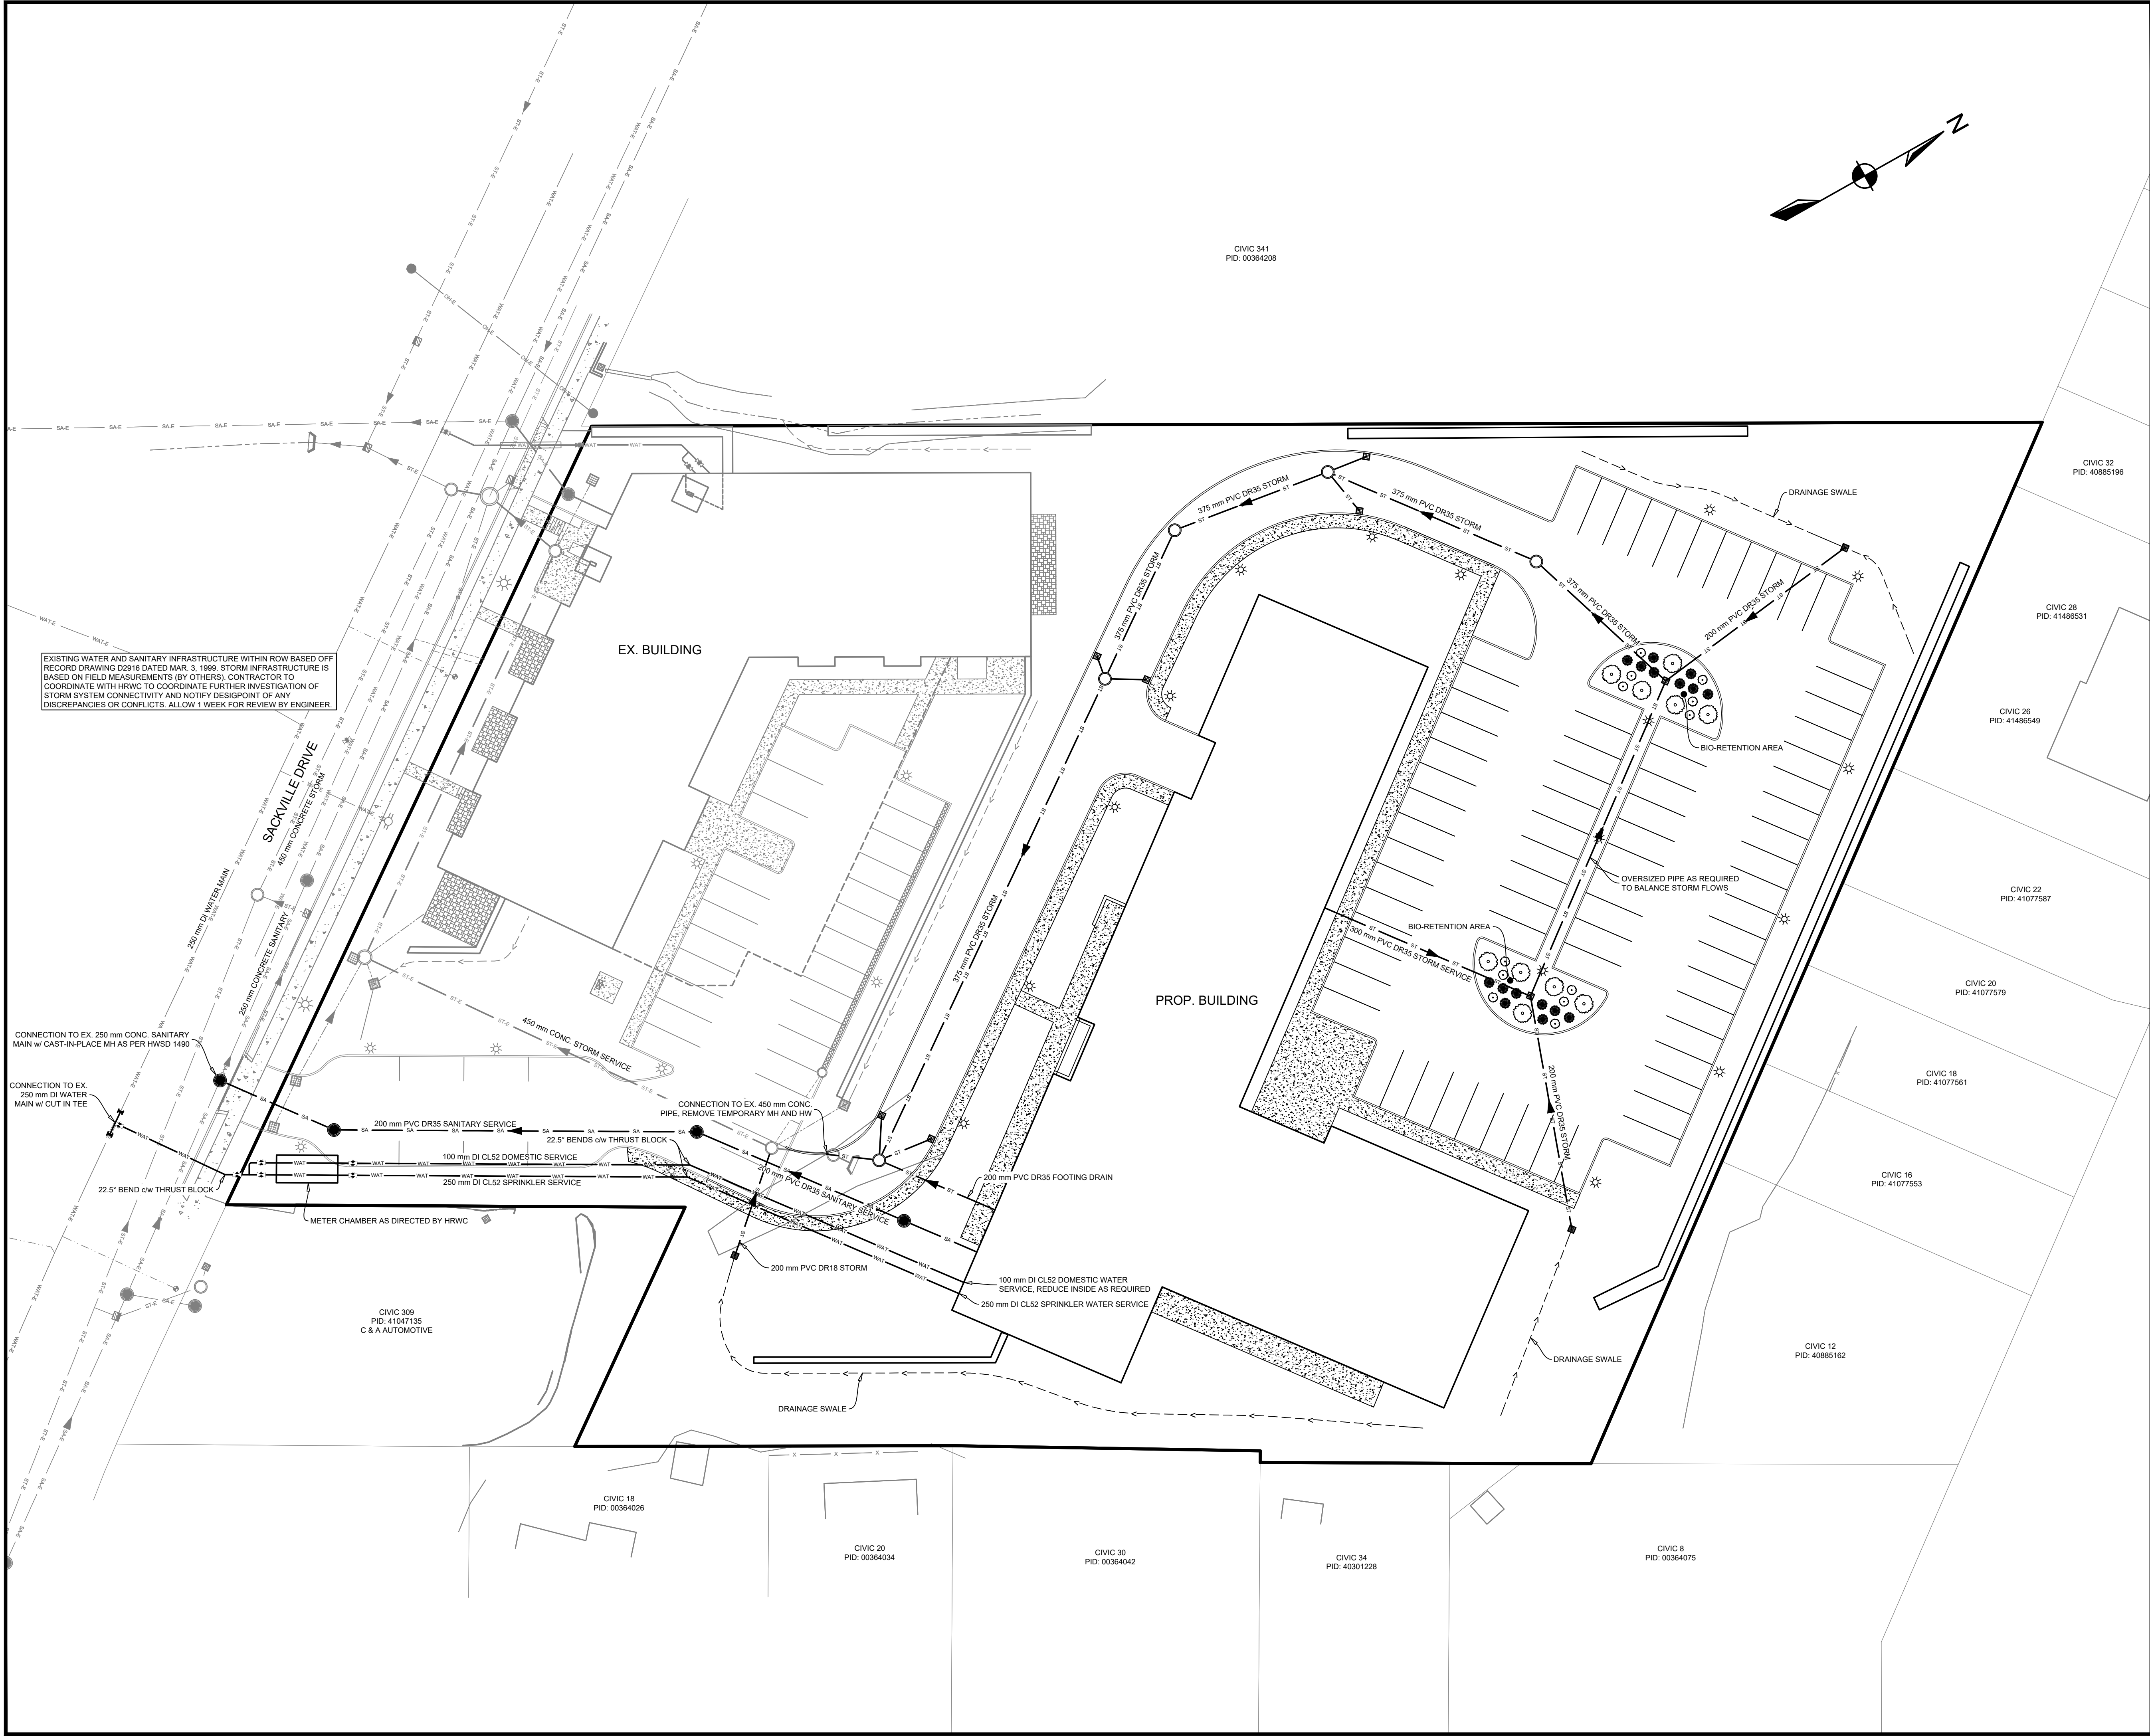 N
CIVIC 341
PID: 00364208
CIVIC 32
PID: 40885196
DRAINAGE SWALE
375 mm PVC DR35 STORM
375 mm PVC DR35 STORM
375 mm PVC DR35 STORM
375 mm PVC DR35 STORM
200 mm PVC DR35 STORM
CIVIC 28
PID: 41486531
EX. BUILDING
EXISTING WATER AND SANITARY INFRASTRUCTURE WITHIN ROW BASED OFF
RECORD DRAWING D2916 DATED MAR. 3, 1999. STORM INFRASTRUCTURE IS
BASED ON FIELD MEASUREMENTS (BY OTHERS). CONTRACTOR TO
COORDINATE WITH HRWC TO COORDINATE FURTHER INVESTIGATION OF
STORM SYSTEM CONNECTIVITY AND NOTIFY DESIGPOINT OF ANY
DISCREPANCIES OR CONFLICTS. ALLOW 1 WEEK FOR REVIEW BY ENGINEER.
CIVIC 26
PID: 41486549
BIO-RETENTION AREA
SACKVILLE DRIVE
450 mm CONCRETE STORM
250 mm DI WATER MAIN
250 mm CONCRETE SANITARY
OVERSIZED PIPE AS REQUIRED
TO BALANCE STORM FLOWS
CIVIC 22
PID: 41077587
BIO-RETENTION AREA
300 mm PVC DR35 STORM SERVICE
375 mm PVC DR35 STORM
PROP. BUILDING
CIVIC 20
PID: 41077579
CONNECTION TO EX. 250 mm CONC. SANITARY
MAIN w/ CAST-IN-PLACE MH AS PER HWSD 1490
450 mm CONC. STORM SERVICE
CIVIC 18
PID: 41077561
CONNECTION TO EX.
250 mm DI WATER
MAIN w/ CUT IN TEE
CONNECTION TO EX. 450 mm CONC.
PIPE, REMOVE TEMPORARY MH AND HW
200 mm PVC DR35 STORM
200 mm PVC DR35 SANITARY SERVICE
22.5° BENDS c/w THRUST BLOCK
100 mm DI CL52 DOMESTIC SERVICE
250 mm DI CL52 SPRINKLER SERVICE
22.5° BEND c/w THRUST BLOCK
200 mm PVC DR35 SANITARY SERVICE
200 mm PVC DR35 FOOTING DRAIN
CIVIC 16
PID: 41077553
METER CHAMBER AS DIRECTED BY HRWC
200 mm PVC DR18 STORM
100 mm DI CL52 DOMESTIC WATER
SERVICE, REDUCE INSIDE AS REQUIRED
250 mm DI CL52 SPRINKLER WATER SERVICE
CIVIC 309
PID: 41047135
C & A AUTOMOTIVE
CIVIC 12
PID: 40885162
DRAINAGE SWALE
DRAINAGE SWALE
CIVIC 18
PID: 00364026
CIVIC 20
PID: 00364034
CIVIC 30
PID: 00364042
CIVIC 34
PID: 40301228
CIVIC 8
PID: 00364075